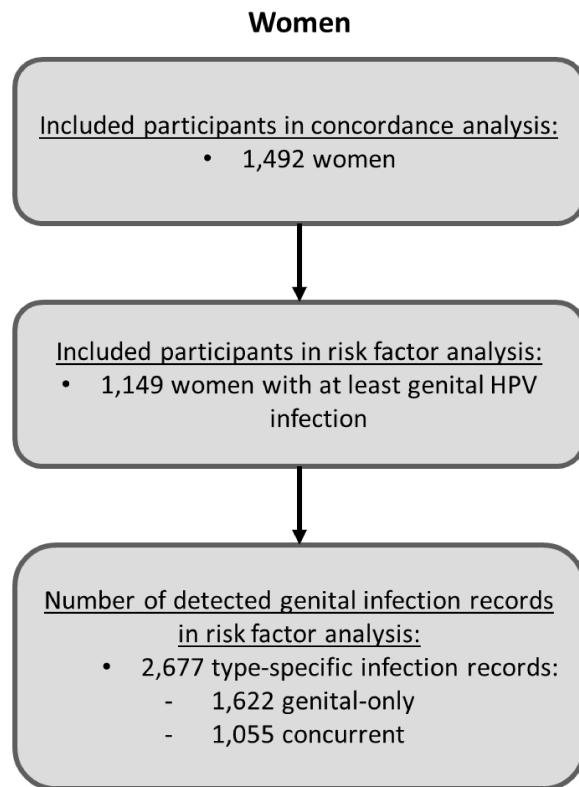 Women
Included participants in concordance analysis:
• 1,492 women
Included participants in risk factor analysis:
• 1,149 women with at least genital HPV
infection
Number of detected genital infection records
in risk factor analysis:
• 2,677 type-specific infection records:
- 1,622 genital-only
- 1,055 concurrent